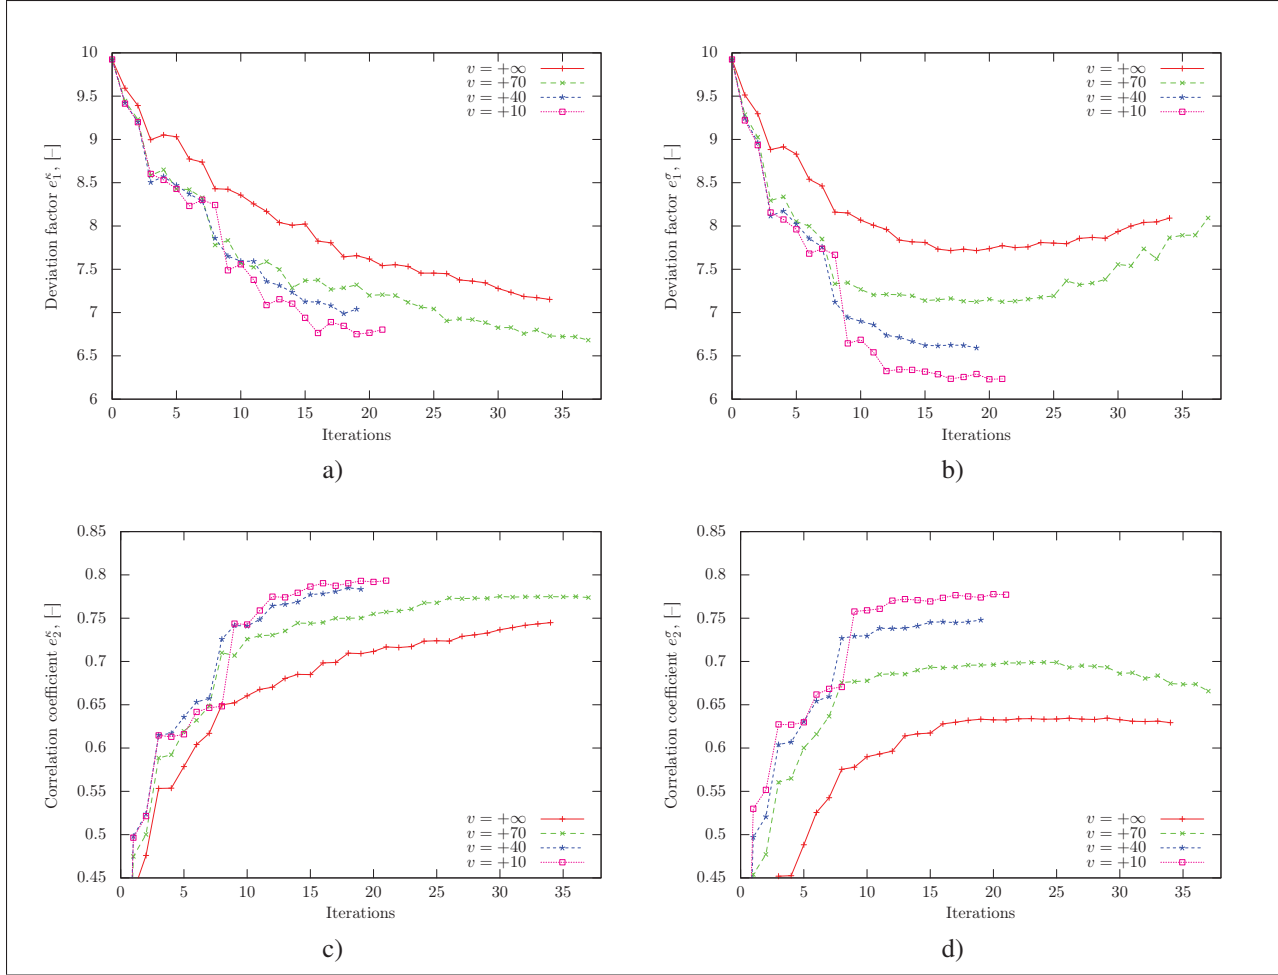 10
9.5
9
8.5
8
7.5
7
6.5
6
0 5 10 15 20 25 30 35
Deviation factor e₁^κ, [−]
Iterations
v = +∞
v = +70
v = +40
v = +10
a)
10
9.5
9
8.5
8
7.5
7
6.5
6
0 5 10 15 20 25 30 35
Deviation factor e₁^σ, [−]
Iterations
v = +∞
v = +70
v = +40
v = +10
b)
0.85
0.8
0.75
0.7
0.65
0.6
0.55
0.5
0.45
0 5 10 15 20 25 30 35
Correlation coefficient e₂^κ, [−]
Iterations
v = +∞
v = +70
v = +40
v = +10
c)
0.85
0.8
0.75
0.7
0.65
0.6
0.55
0.5
0.45
0 5 10 15 20 25 30 35
Correlation coefficient e₂^σ, [−]
Iterations
v = +∞
v = +70
v = +40
v = +10
d)